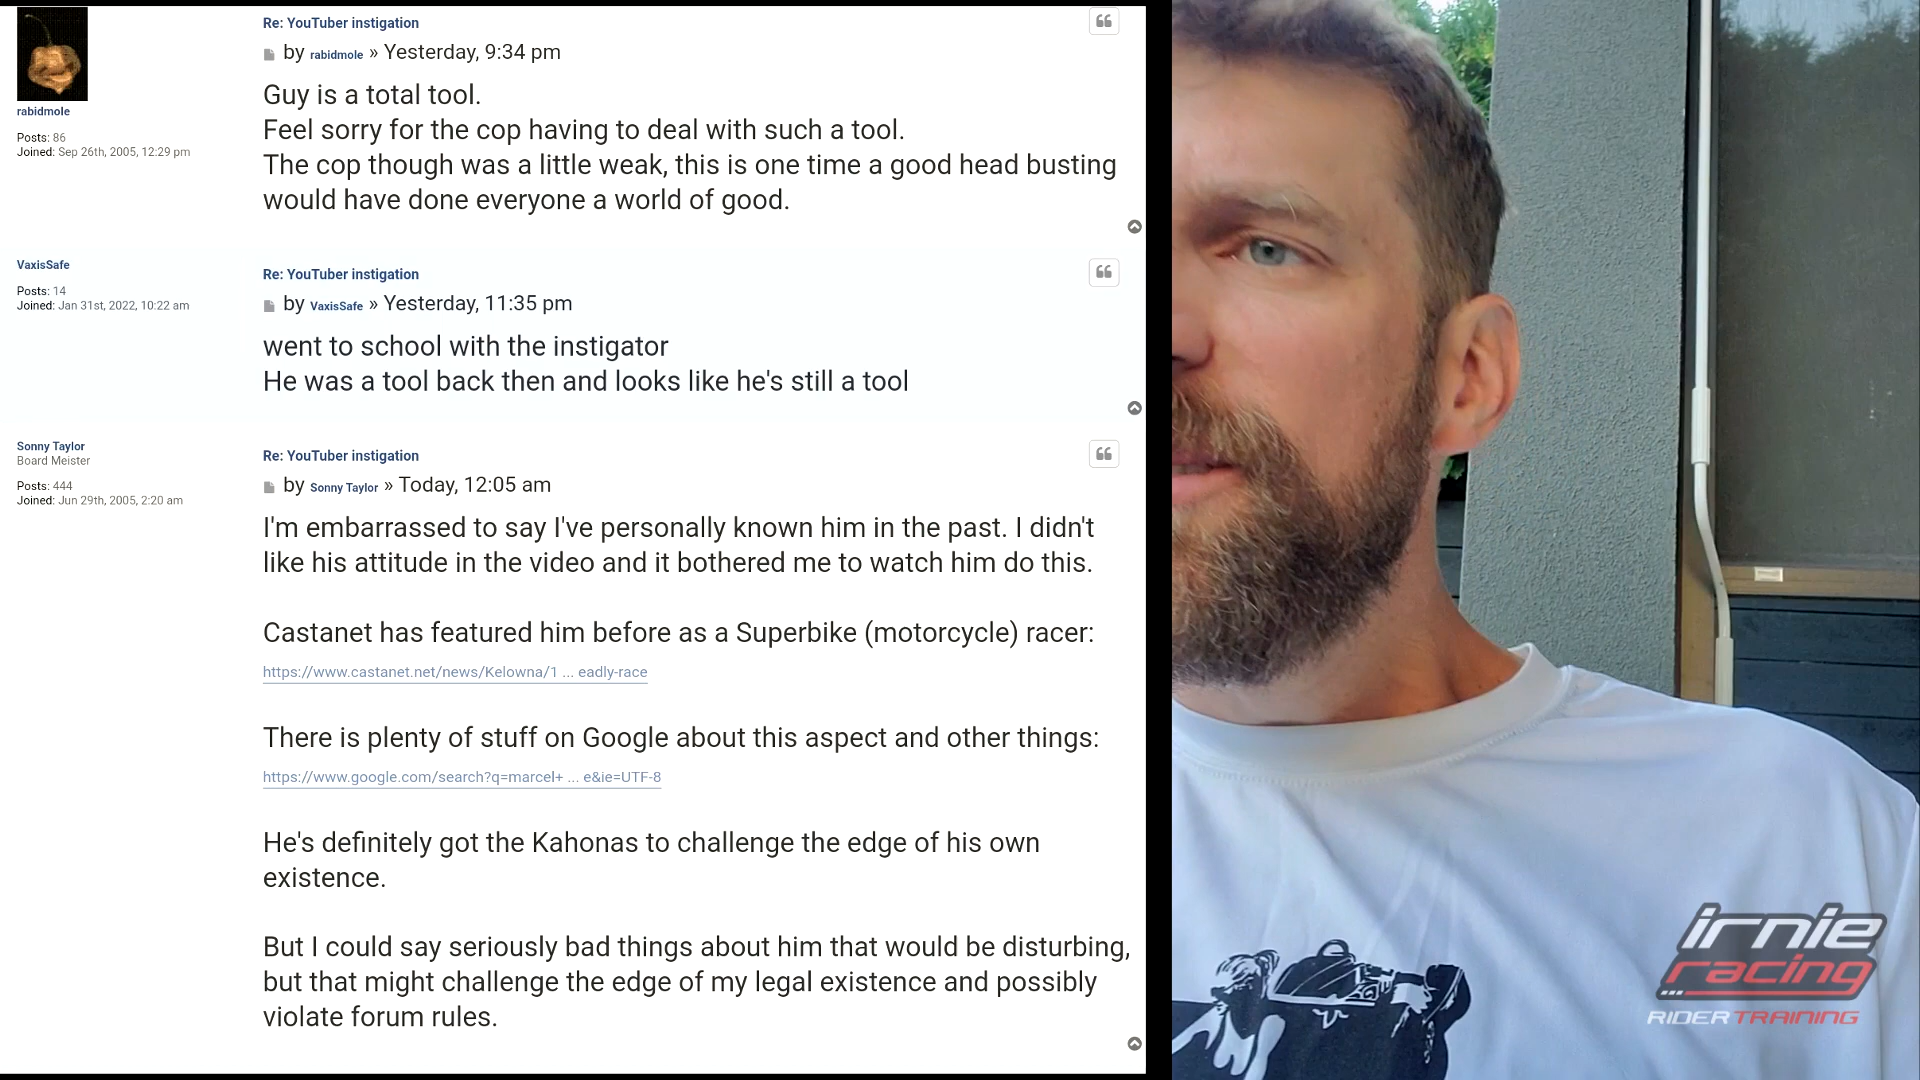 Re: YouTuber instigation
by rabidmole » Yesterday, 9:34 pm
rabidmole
Posts: 86
Joined: Sep 26th, 2005, 12:29 pm
Guy is a total tool.
Feel sorry for the cop having to deal with such a tool.
The cop though was a little weak, this is one time a good head busting
would have done everyone a world of good.
VaxisSafe
Posts: 14
Joined: Jan 31st, 2022, 10:22 am
Re: YouTuber instigation
by VaxisSafe » Yesterday, 11:35 pm
went to school with the instigator
He was a tool back then and looks like he's still a tool
Sonny Taylor
Board Meister
Posts: 444
Joined: Jun 29th, 2005, 2:20 am
Re: YouTuber instigation
by Sonny Taylor » Today, 12:05 am
I'm embarrassed to say I've personally known him in the past. I didn't
like his attitude in the video and it bothered me to watch him do this.
Castanet has featured him before as a Superbike (motorcycle) racer:
https://www.castanet.net/news/Kelowna/1 ... eadly-race
There is plenty of stuff on Google about this aspect and other things:
https://www.google.com/search?q=marcel+ ... e&ie=UTF-8
He's definitely got the Kahonas to challenge the edge of his own
existence.
But I could say seriously bad things about him that would be disturbing,
but that might challenge the edge of my legal existence and possibly
violate forum rules.
irnie
racing
RIDER TRAINING